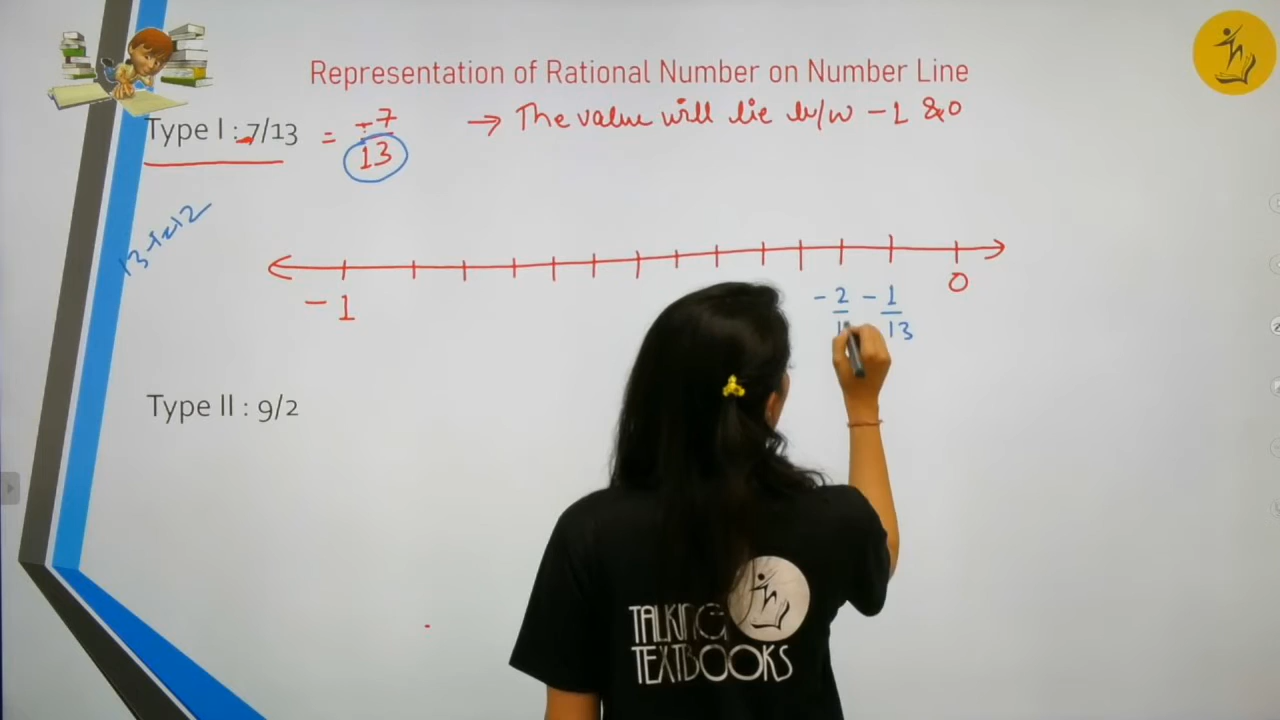 Representation of Rational Number on Number Line
Type I : -7/13 = -7/13 → The value will lie b/w -1 & 0
13-1=12
-1 0
-2/1 -1/13
Type II : 9/2
TALKING
TEXTBOOKS